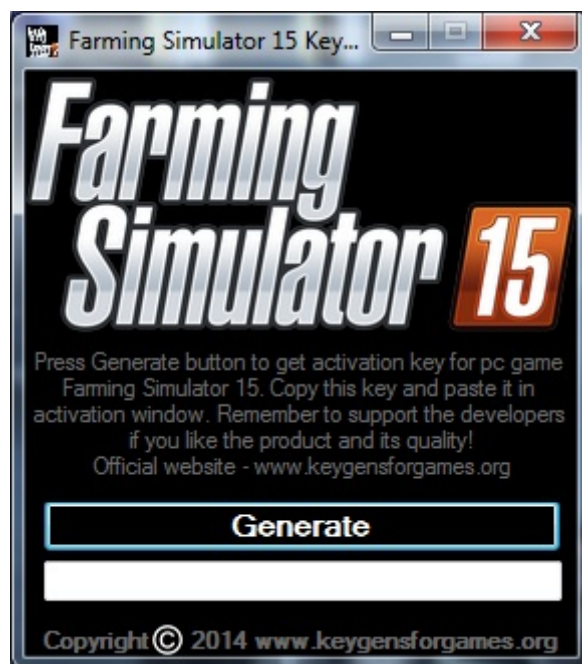 Farming Simulator 15 Key...
Farming
Simulator 15
Press Generate button to get activation key for pc game
Farming Simulator 15. Copy this key and paste it in
activation window. Remember to support the developers
if you like the product and its quality!
Official website - www.keygensforgames.org
Generate
Copyright © 2014 www.keygensforgames.org